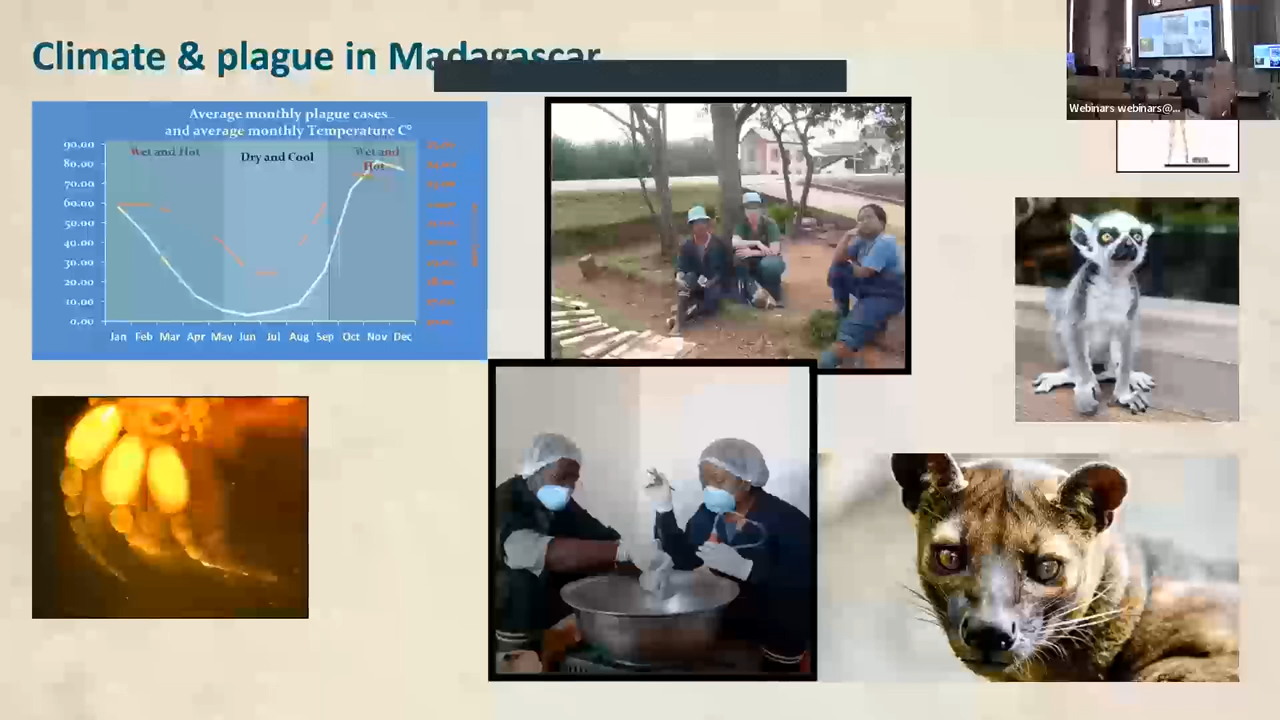 Climate & plague in Madagascar
Webinars webinars@...
Average monthly plague cases
and average monthly Temperature C°
Wet and Hot
Dry and Cool
Wet and
Hot
90.00
80.00
70.00
60.00
50.00
40.00
30.00
20.00
10.00
0.00
Jan Feb Mar Apr May Jun Jul Aug Sep Oct Nov Dec